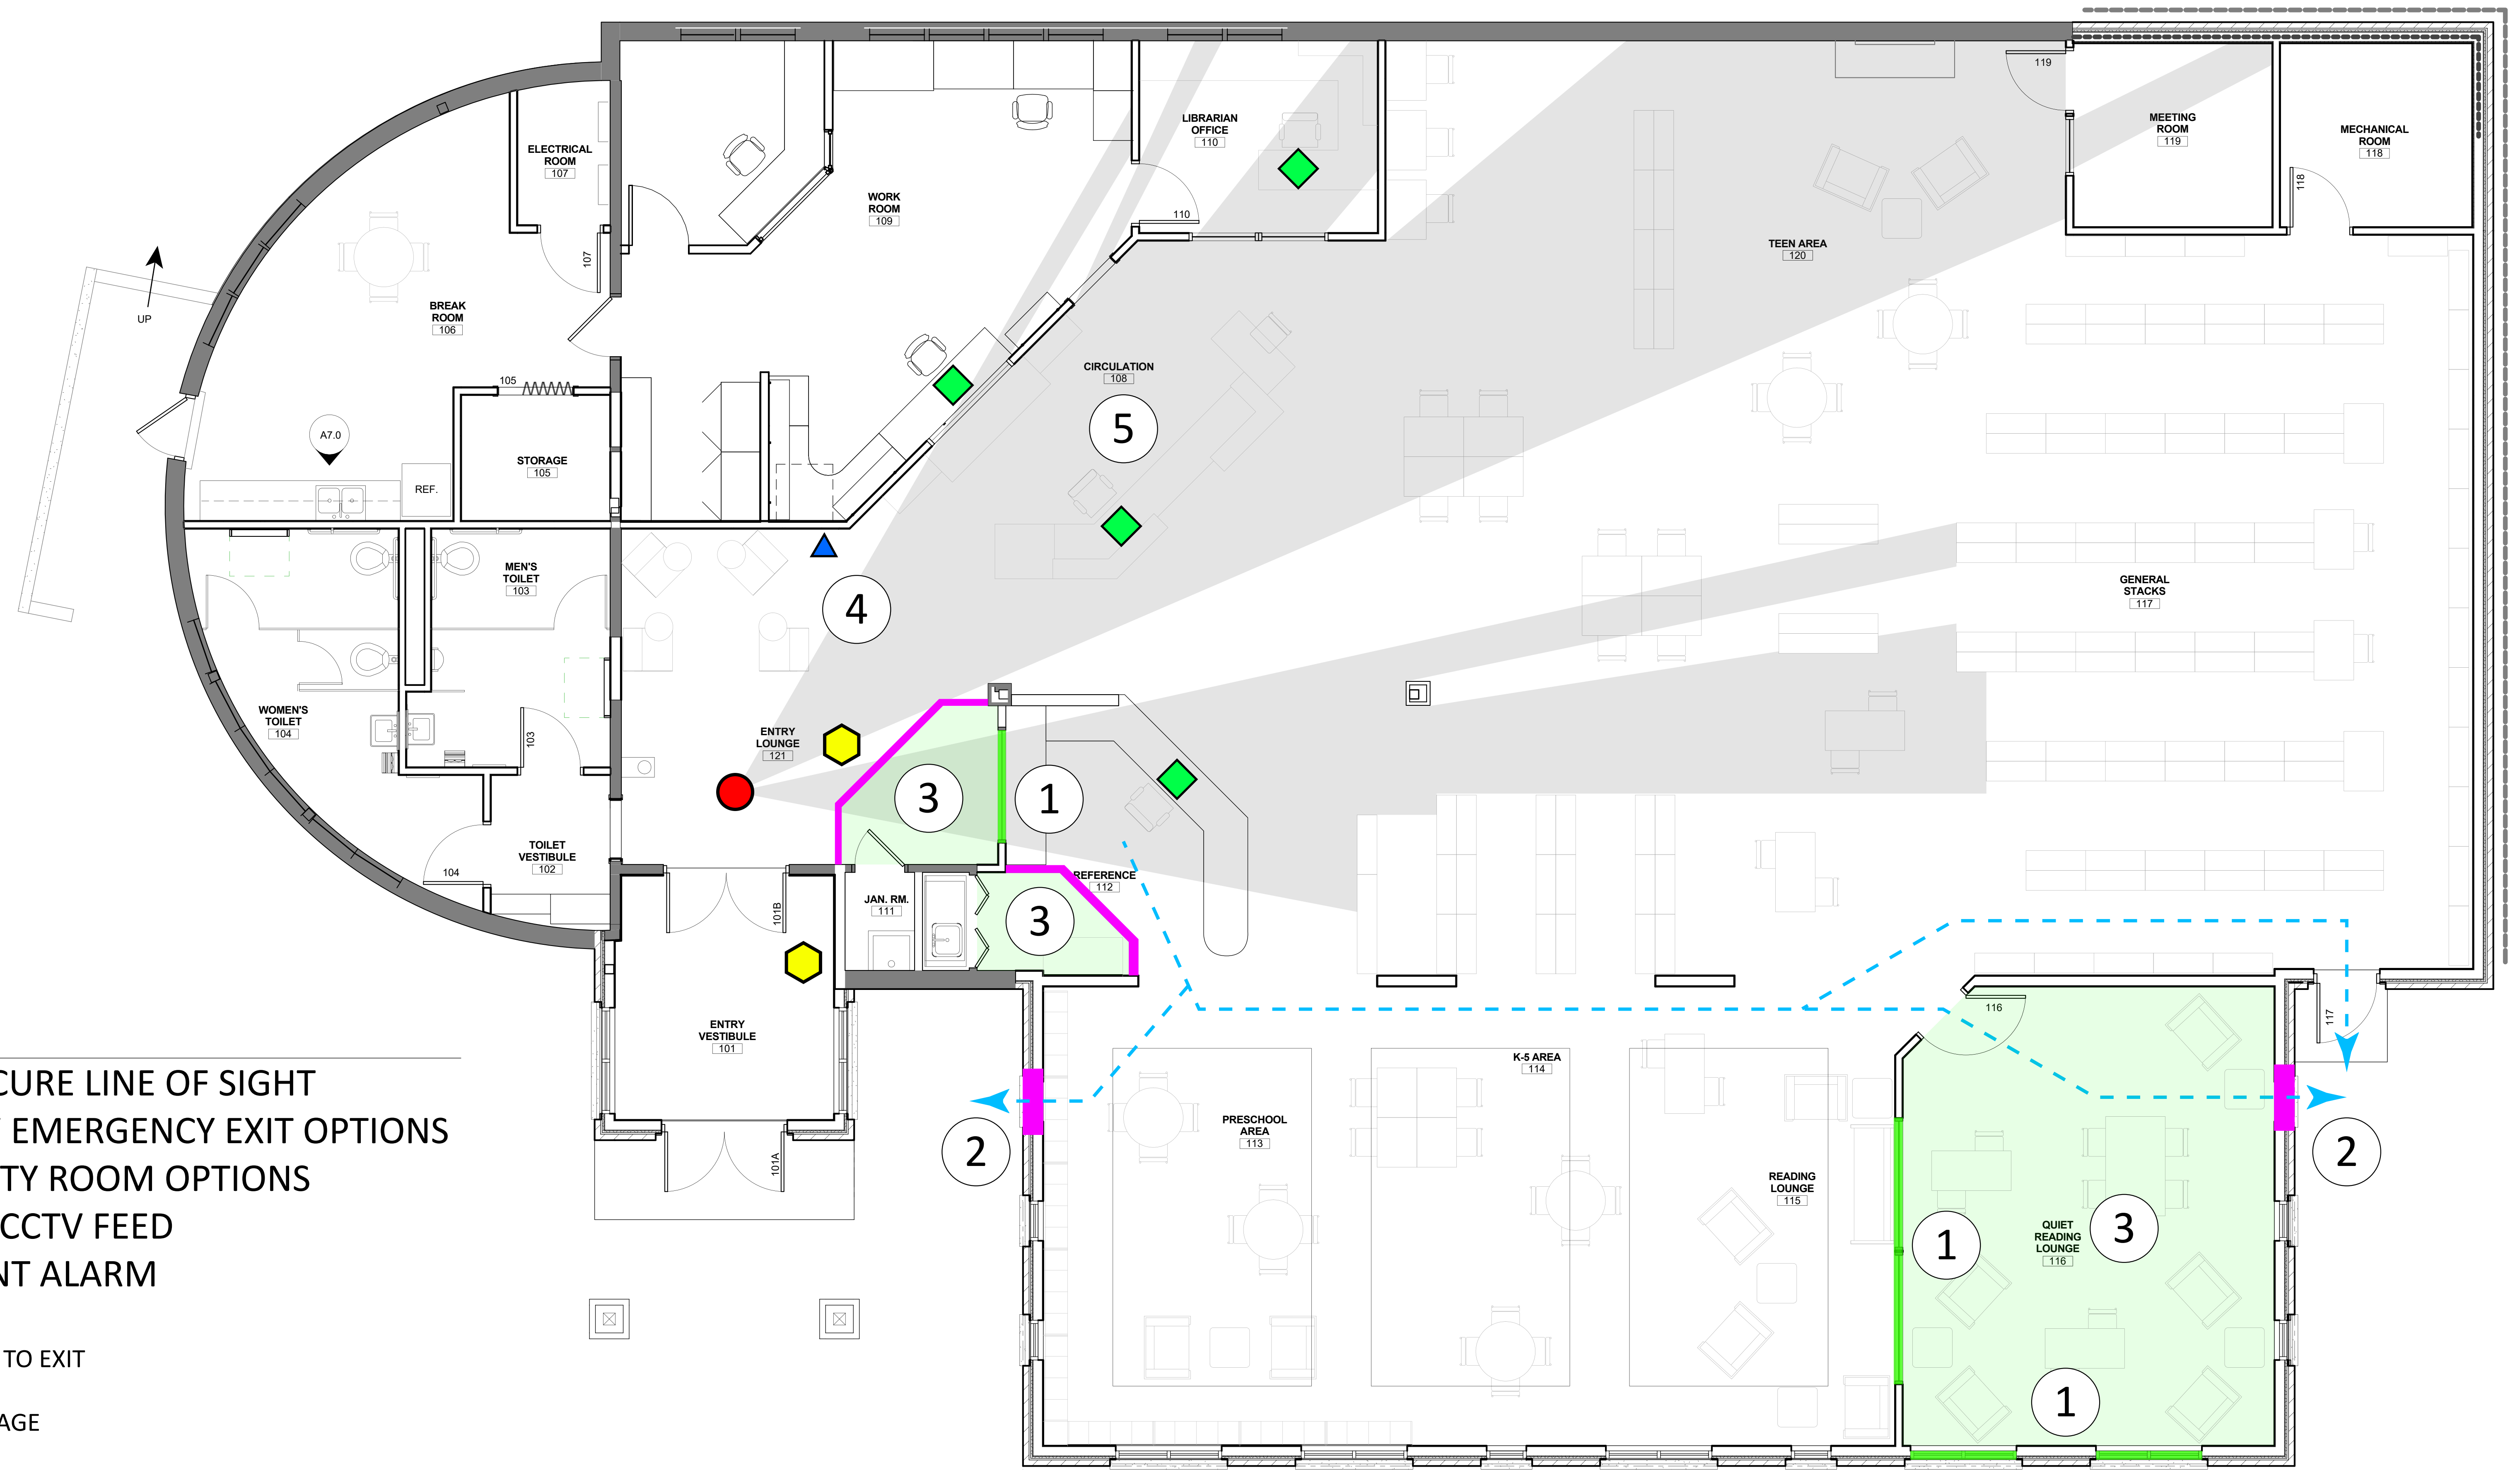 119
LIBRARIAN
OFFICE
110
MEETING
ROOM
119
MECHANICAL
ROOM
118
ELECTRICAL
ROOM
107
118
WORK
ROOM
109
110
TEEN AREA
120
107
BREAK
ROOM
106
UP
CIRCULATION
108
105
5
A7.0
STORAGE
105
REF.
MEN'S
TOILET
103
4
GENERAL
STACKS
117
WOMEN'S
TOILET
104
103
ENTRY
LOUNGE
121
3
1
TOILET
VESTIBULE
102
104
REFERENCE
112
JAN. RM.
111
101B
3
116
117
ENTRY
VESTIBULE
101
K-5 AREA
114
PRESCHOOL
AREA
113
2
101A
READING
LOUNGE
115
QUIET
READING
LOUNGE
116
3
1
2
1
CURE LINE OF SIGHT
EMERGENCY EXIT OPTIONS
TY ROOM OPTIONS
CCTV FEED
NT ALARM
TO EXIT
AGE